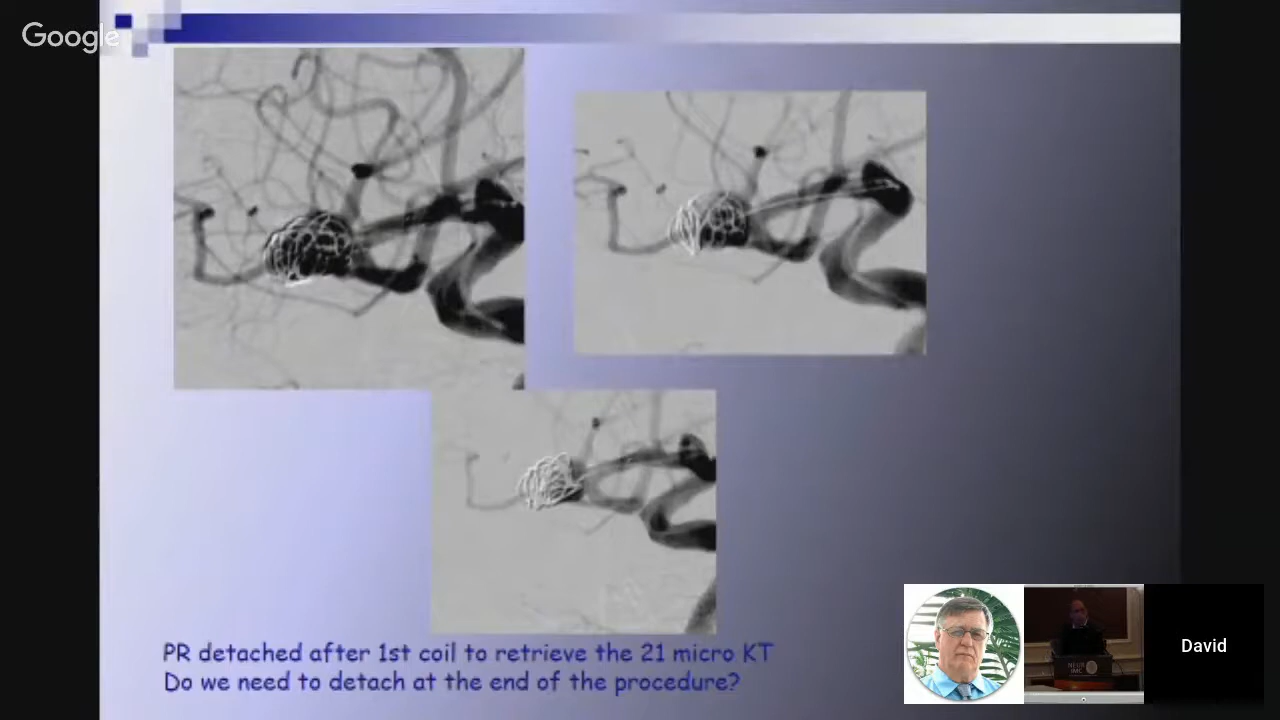 Google
PR detached after 1st coil to retrieve the 21 micro KT
Do we need to detach at the end of the procedure?
David